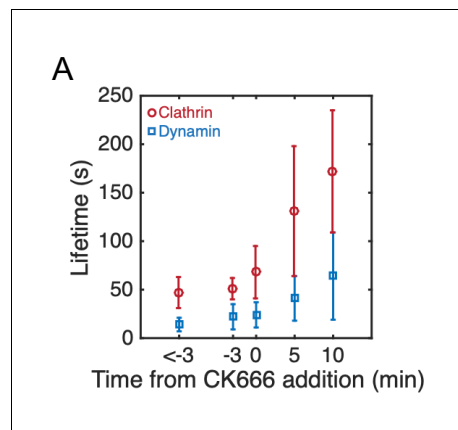 A
250
200
150
100
50
0
Lifetime (s)
Clathrin
Dynamin
<-3 -3 0 5 10
Time from CK666 addition (min)